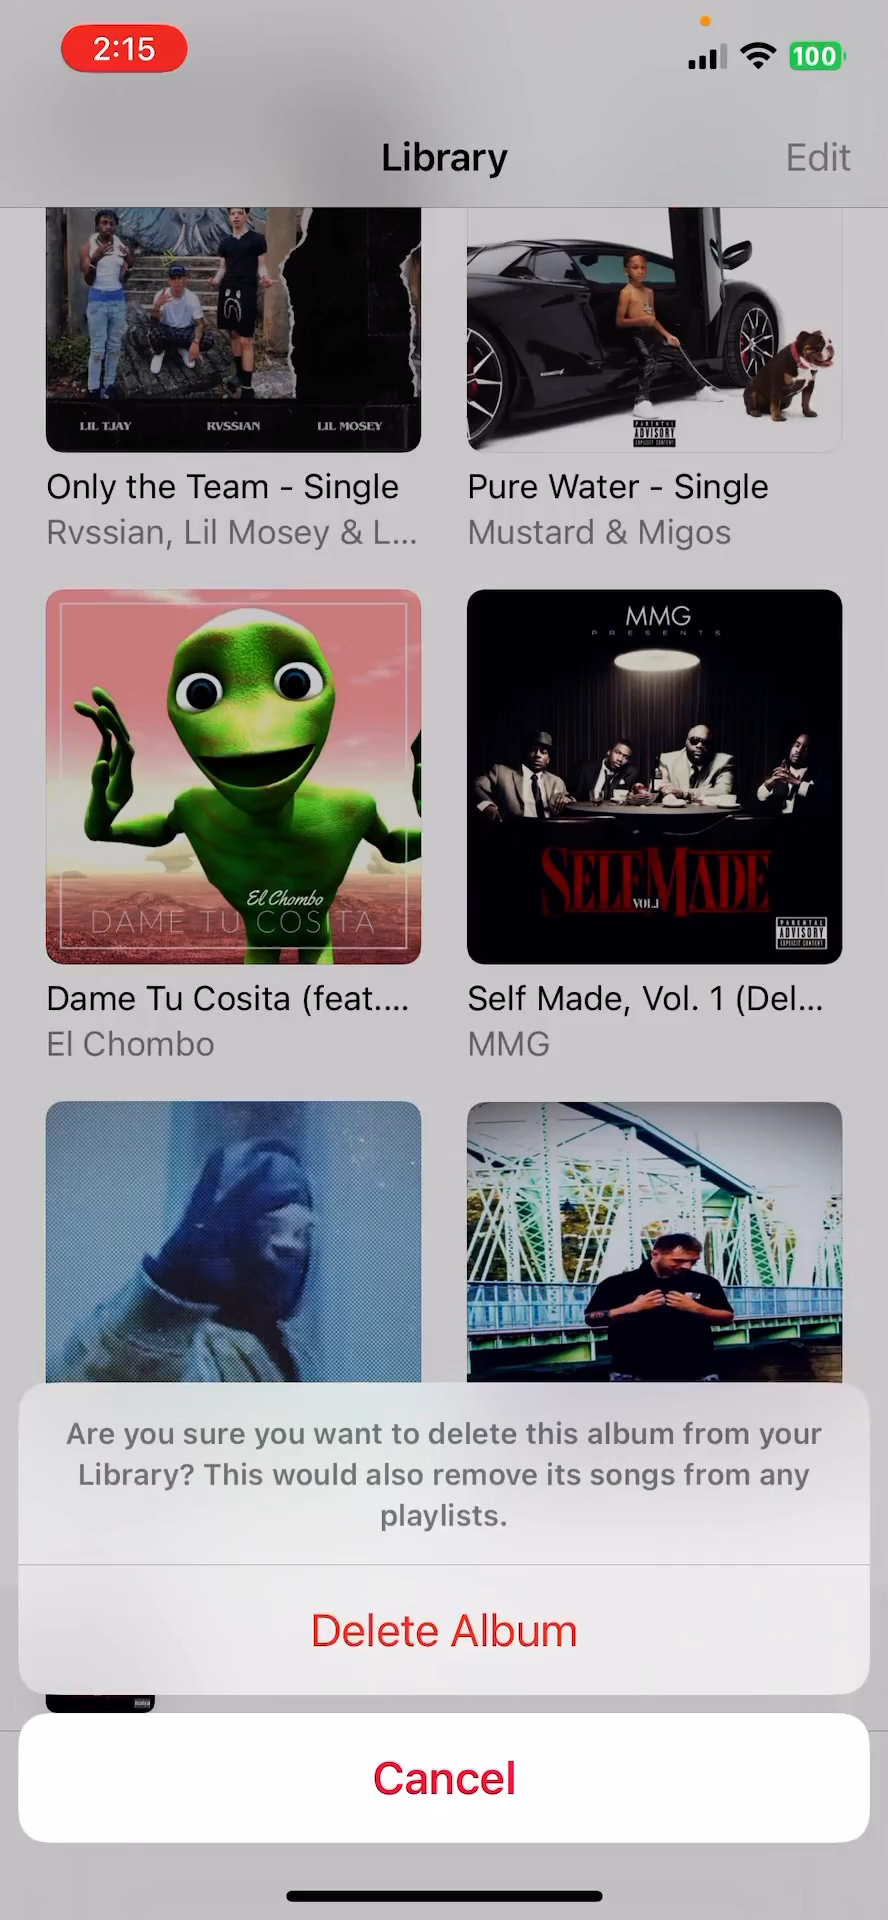 2:15
100
Library
Edit
LIL TJAY RVSSIAN LIL MOSEY
PARENTAL
ADVISORY
EXPLICIT CONTENT
Only the Team - Single
Rvssian, Lil Mosey & L...
Pure Water - Single
Mustard & Migos
El Chombo
DAME TU COSITA
MMG
PRESENTS
SELF MADE
VOL.1
PARENTAL
ADVISORY
EXPLICIT CONTENT
Dame Tu Cosita (feat....
El Chombo
Self Made, Vol. 1 (Del...
MMG
Are you sure you want to delete this album from your
Library? This would also remove its songs from any
playlists.
Delete Album
Cancel